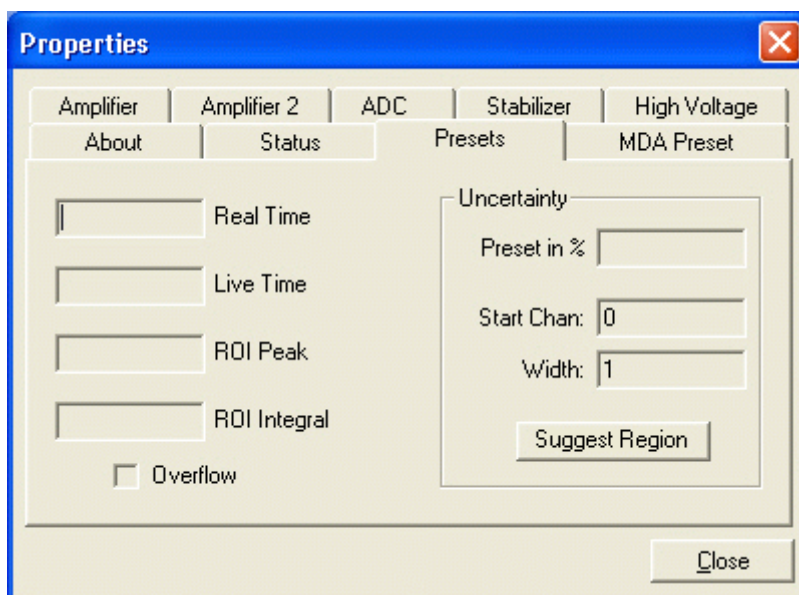 Properties
Amplifier
Amplifier 2
ADC
Stabilizer
High Voltage
About
Status
Presets
MDA Preset
Real Time
Live Time
ROI Peak
ROI Integral
Overflow
Uncertainty
Preset in %
Start Chan: 0
Width: 1
Suggest Region
Close